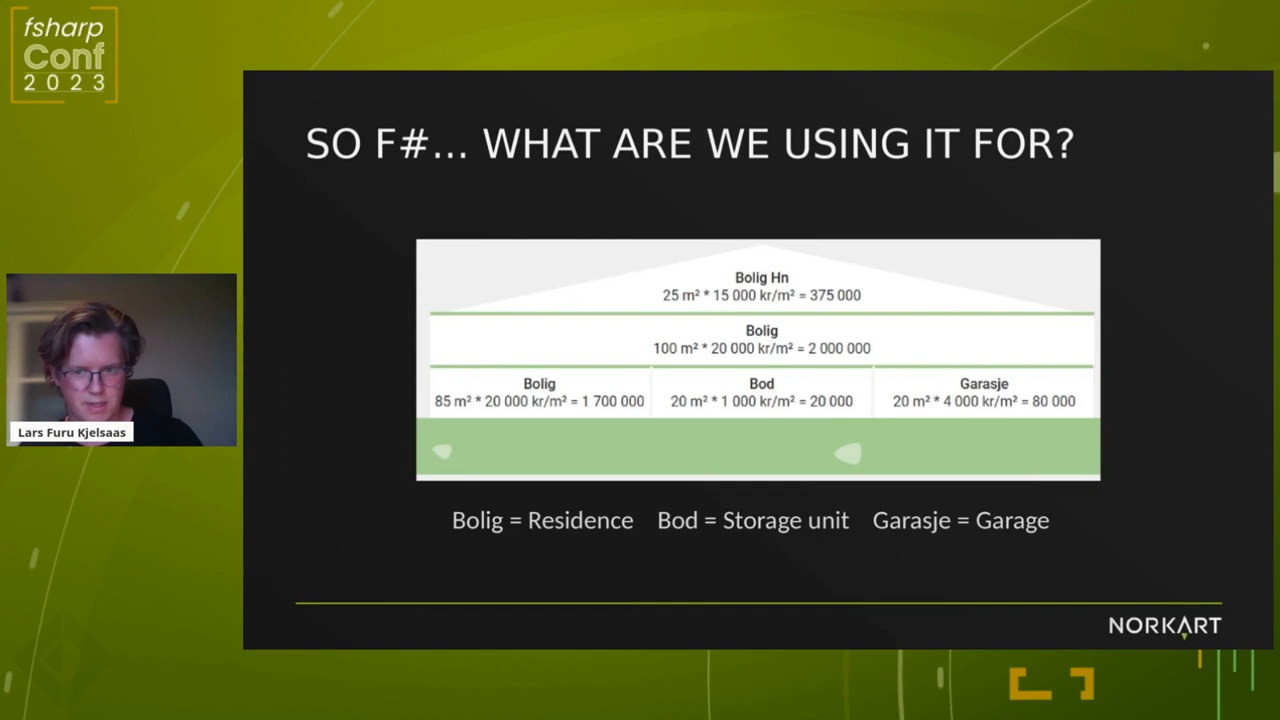 fsharp
Conf
2023
SO F#... WHAT ARE WE USING IT FOR?
Bolig Hn
25 m² * 15 000 kr/m² = 375 000
Bolig
100 m² * 20 000 kr/m² = 2 000 000
Bolig
85 m² * 20 000 kr/m² = 1 700 000
Bod
20 m² * 1 000 kr/m² = 20 000
Garasje
20 m² * 4 000 kr/m² = 80 000
Bolig = Residence Bod = Storage unit Garasje = Garage
Lars Furu Kjelsaas
NORKART